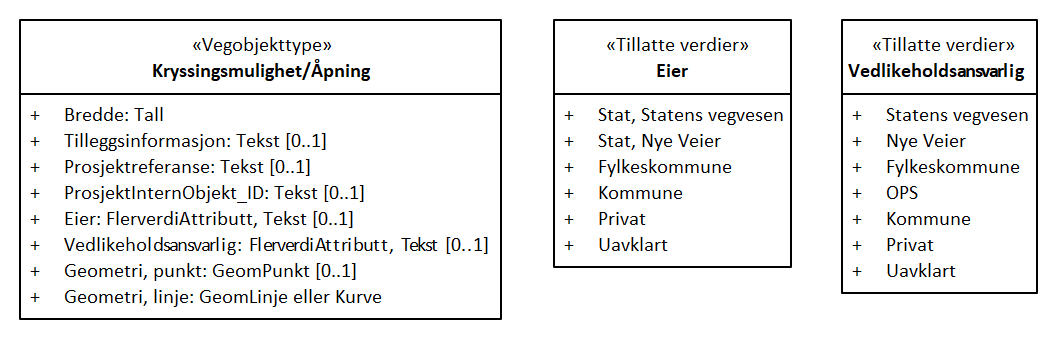 «Vegobjekttype»
Kryssingsmulighet/Åpning
+ Bredde: Tall
+ Tilleggsinformasjon: Tekst [0..1]
+ Prosjektreferanse: Tekst [0..1]
+ ProsjektInternObjekt_ID: Tekst [0..1]
+ Eier: FlerverdiAttributt, Tekst [0..1]
+ Vedlikeholdsansvarlig: FlerverdiAttributt, Tekst [0..1]
+ Geometri, punkt: GeomPunkt [0..1]
+ Geometri, linje: GeomLinje eller Kurve
«Tillatte verdier»
Eier
+ Stat, Statens vegvesen
+ Stat, Nye Veier
+ Fylkeskommune
+ Kommune
+ Privat
+ Uavklart
«Tillatte verdier»
Vedlikeholdsansvarlig
+ Statens vegvesen
+ Nye Veier
+ Fylkeskommune
+ OPS
+ Kommune
+ Privat
+ Uavklart